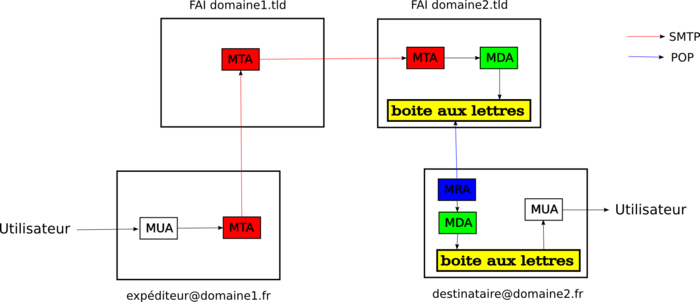 FAI domaine1.tld
FAI domaine2.tld
SMTP
POP
MTA
MTA
MDA
boite aux lettres
MRA
MDA
MUA
Utilisateur
boite aux lettres
destinataire@domaine2.fr
Utilisateur
MUA
MTA
expéditeur@domaine1.fr